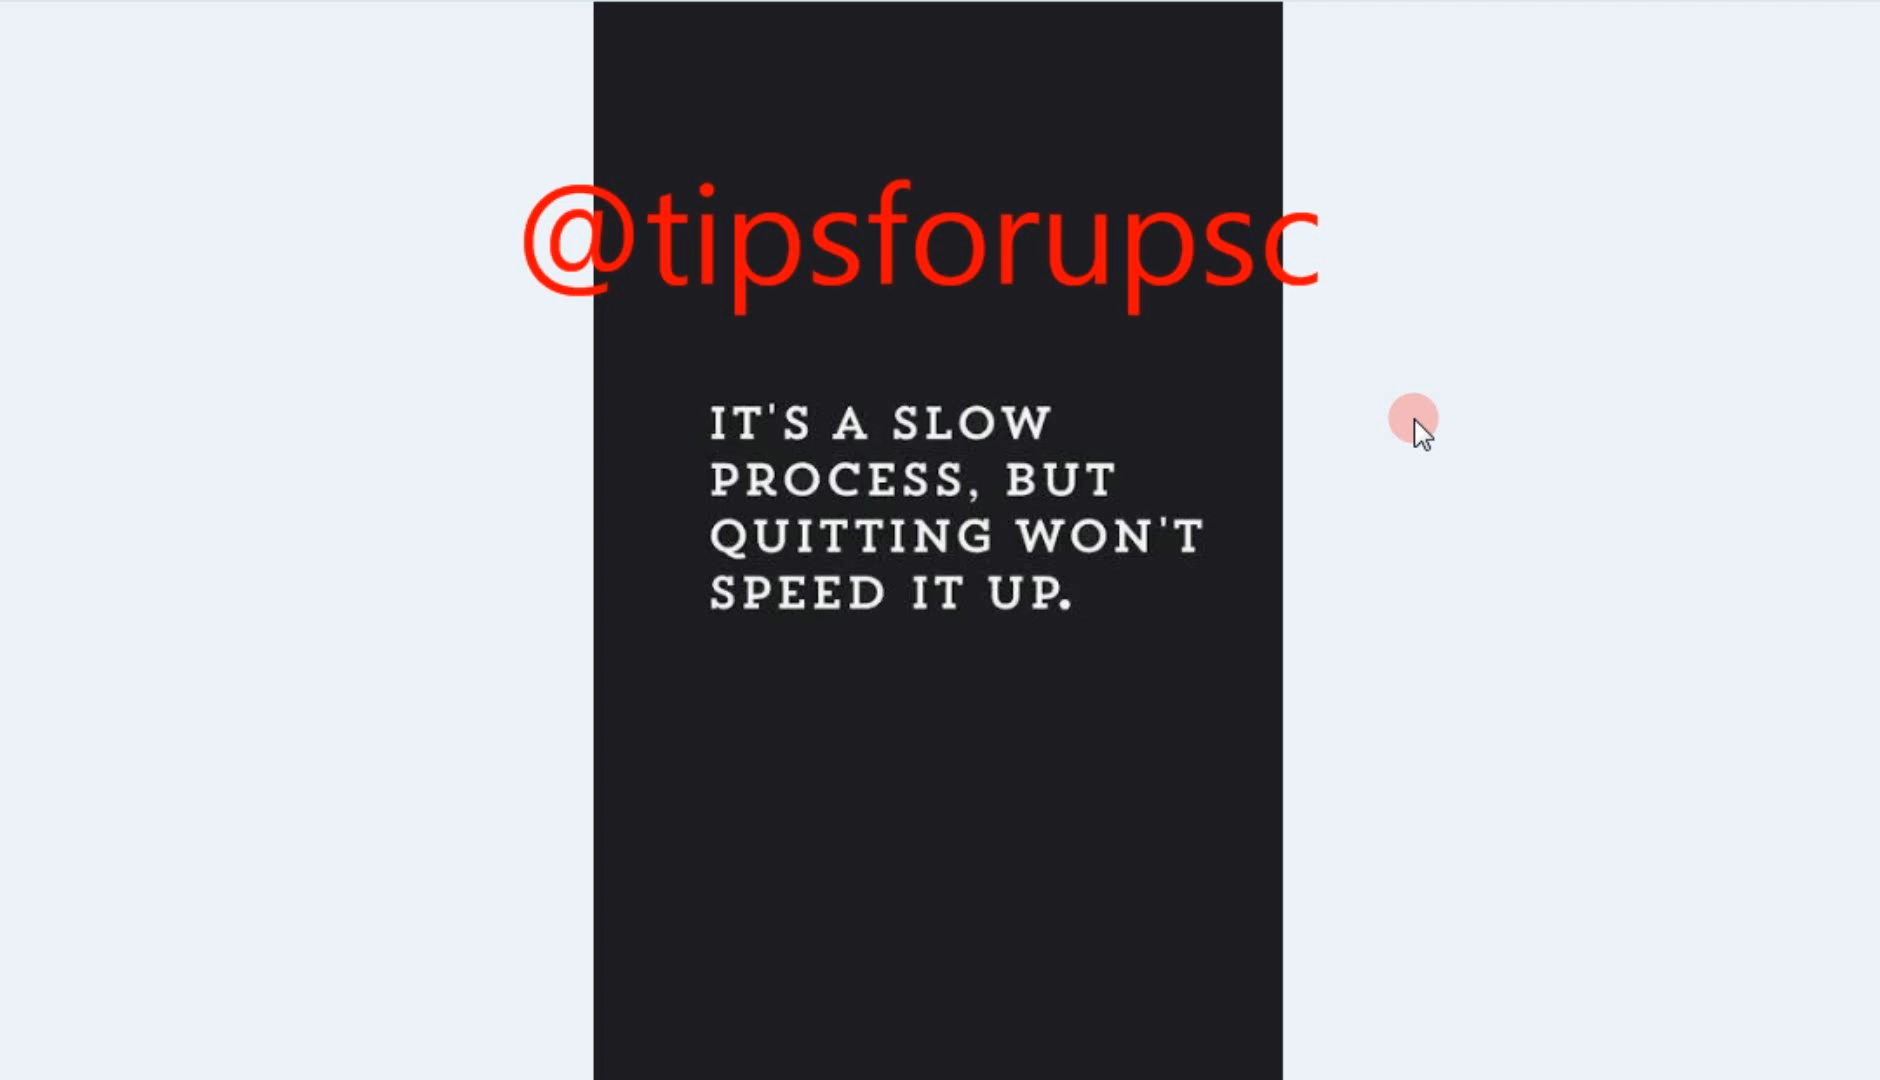 @tipsforupsc
IT'S A SLOW
PROCESS, BUT
QUITTING WON'T
SPEED IT UP.